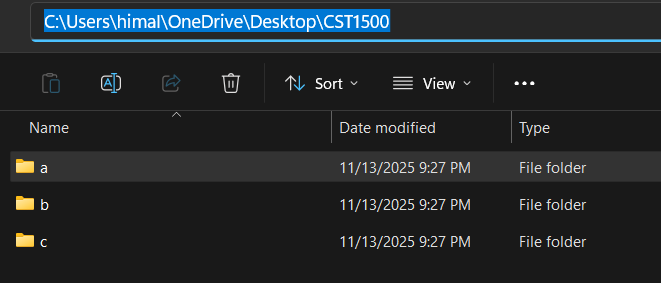 C:\Users\himal\OneDrive\Desktop\CST1500
Sort View
Name Date modified Type
a 11/13/2025 9:27 PM File folder
b 11/13/2025 9:27 PM File folder
c 11/13/2025 9:27 PM File folder